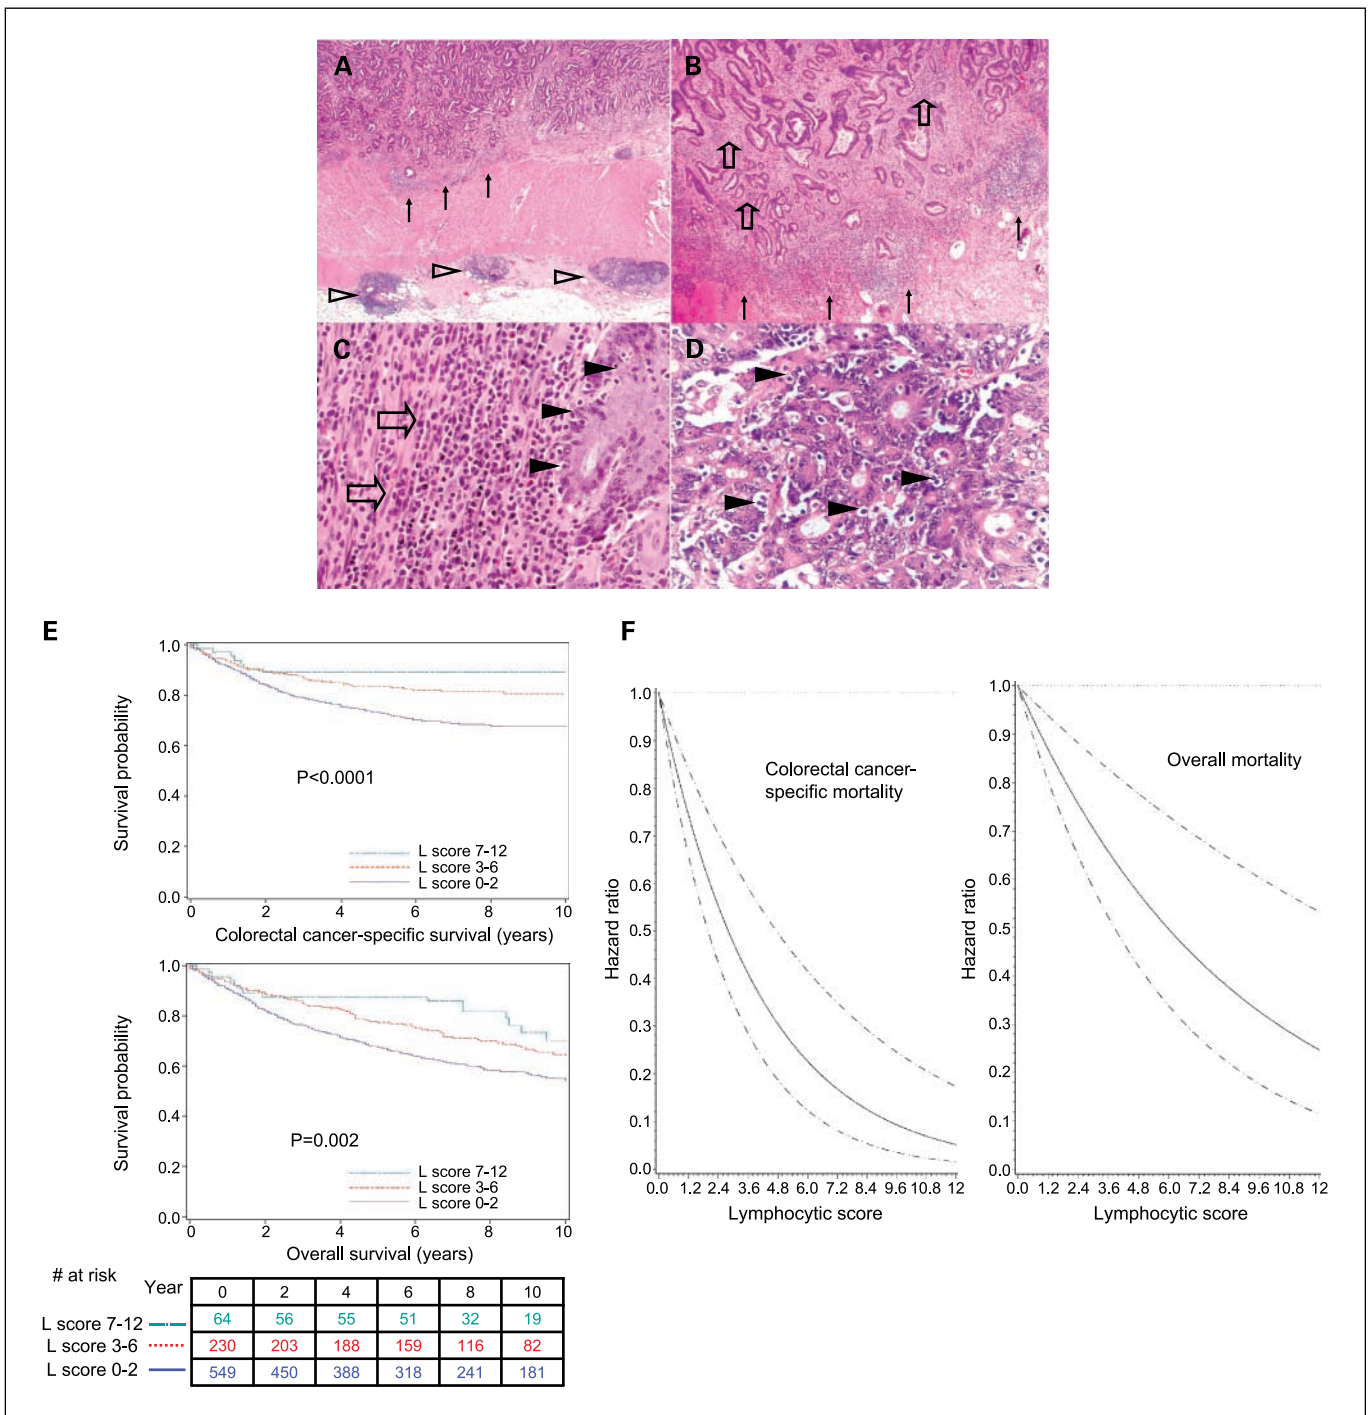 A
B
C
D
E
1.0
0.8
0.6
0.4
0.2
0.0
Survival probability
P<0.0001
L score 7-12
L score 3-6
L score 0-2
0 2 4 6 8 10
Colorectal cancer-specific survival (years)
1.0
0.8
0.6
0.4
0.2
0.0
Survival probability
P=0.002
L score 7-12
L score 3-6
L score 0-2
0 2 4 6 8 10
Overall survival (years)
# at risk Year 0 2 4 6 8 10
L score 7-12 64 56 55 51 32 19
L score 3-6 230 203 188 159 116 82
L score 0-2 549 450 388 318 241 181
F
1.0
0.9
0.8
0.7
0.6
0.5
0.4
0.3
0.2
0.1
0.0
Hazard ratio
Colorectal cancer-
specific mortality
0.0 1.2 2.4 3.6 4.8 6.0 7.2 8.4 9.6 10.8 12
Lymphocytic score
1.0
0.9
0.8
0.7
0.6
0.5
0.4
0.3
0.2
0.1
0.0
Hazard ratio
Overall mortality
0.0 1.2 2.4 3.6 4.8 6.0 7.2 8.4 9.6 10.8 12
Lymphocytic score